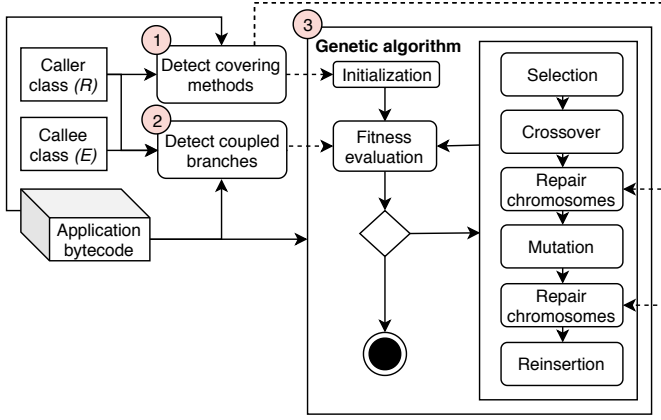 1
Detect covering
methods
Caller
class (R)
2
Detect coupled
branches
Callee
class (E)
Application
bytecode
3
Genetic algorithm
Initialization
Fitness
evaluation
Selection
Crossover
Repair
chromosomes
Mutation
Repair
chromosomes
Reinsertion